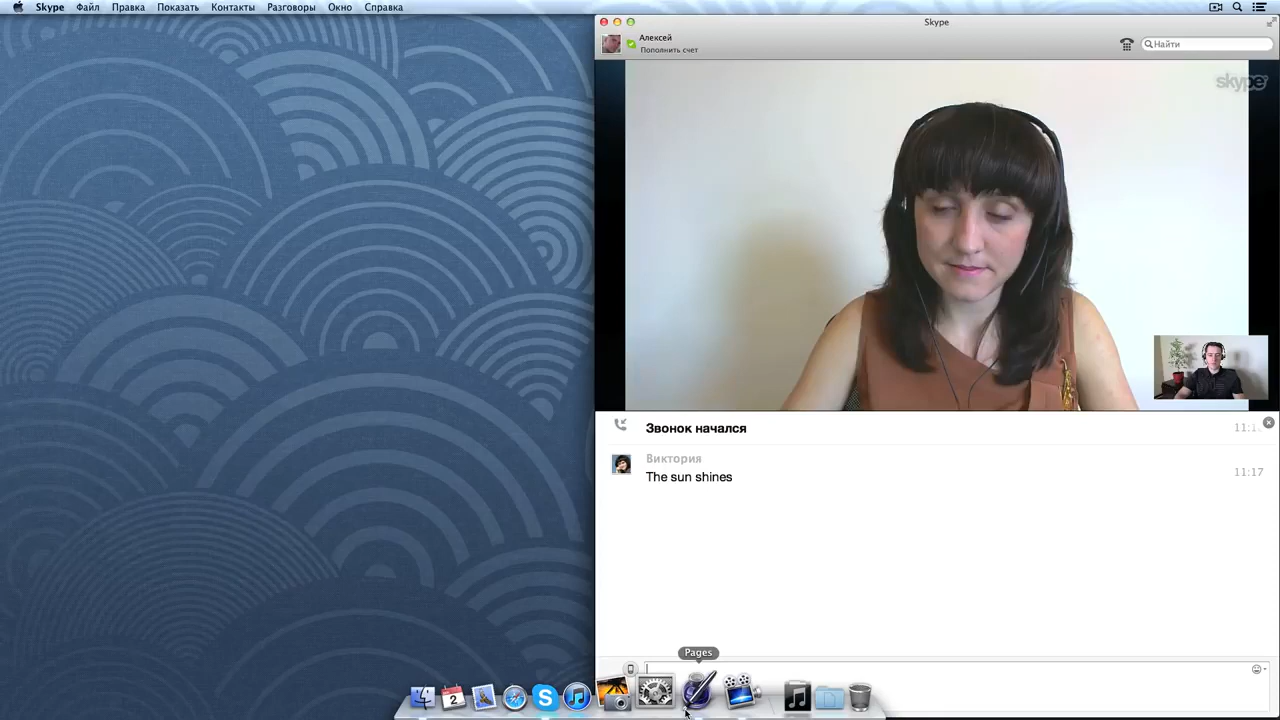 Skype Файл Правка Показать Контакты Разговоры Окно Справка
Skype
Алексей
Пополнить счет
Найти
skype
Звонок начался
Виктория
The sun shines 11:17
Pages
2